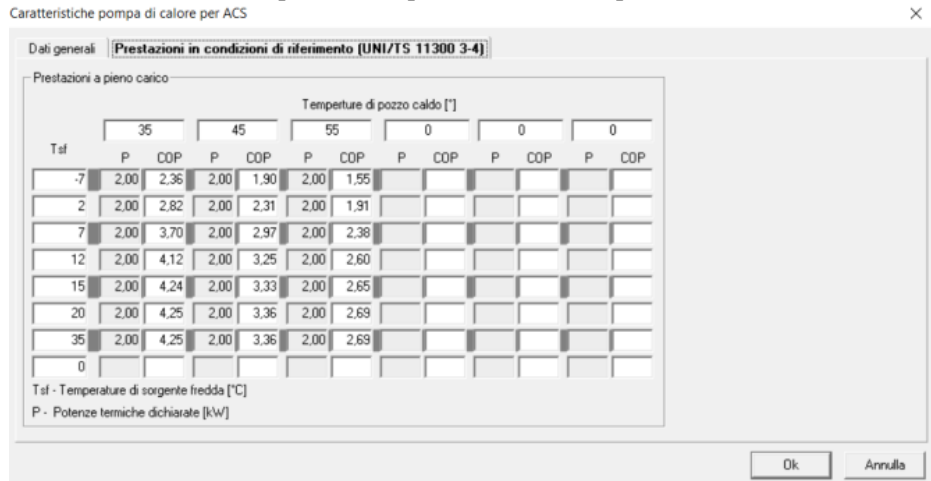 Caratteristiche pompa di calore per ACS
Dati generali Prestazioni in condizioni di riferimento (UNI/TS 11300 3-4)
Prestazioni a pieno carico
Temperture di pozzo caldo [°]
35 45 55 0 0 0
Tsf P COP P COP P COP P COP P COP P COP
-7 2,00 2,36 2,00 1,90 2,00 1,55
2 2,00 2,82 2,00 2,31 2,00 1,91
7 2,00 3,70 2,00 2,97 2,00 2,38
12 2,00 4,12 2,00 3,25 2,00 2,60
15 2,00 4,24 2,00 3,33 2,00 2,65
20 2,00 4,25 2,00 3,36 2,00 2,69
35 2,00 4,25 2,00 3,36 2,00 2,69
0
Tsf - Temperature di sorgente fredda [°C]
P - Potenze termiche dichiarate [kW]
Ok Annulla